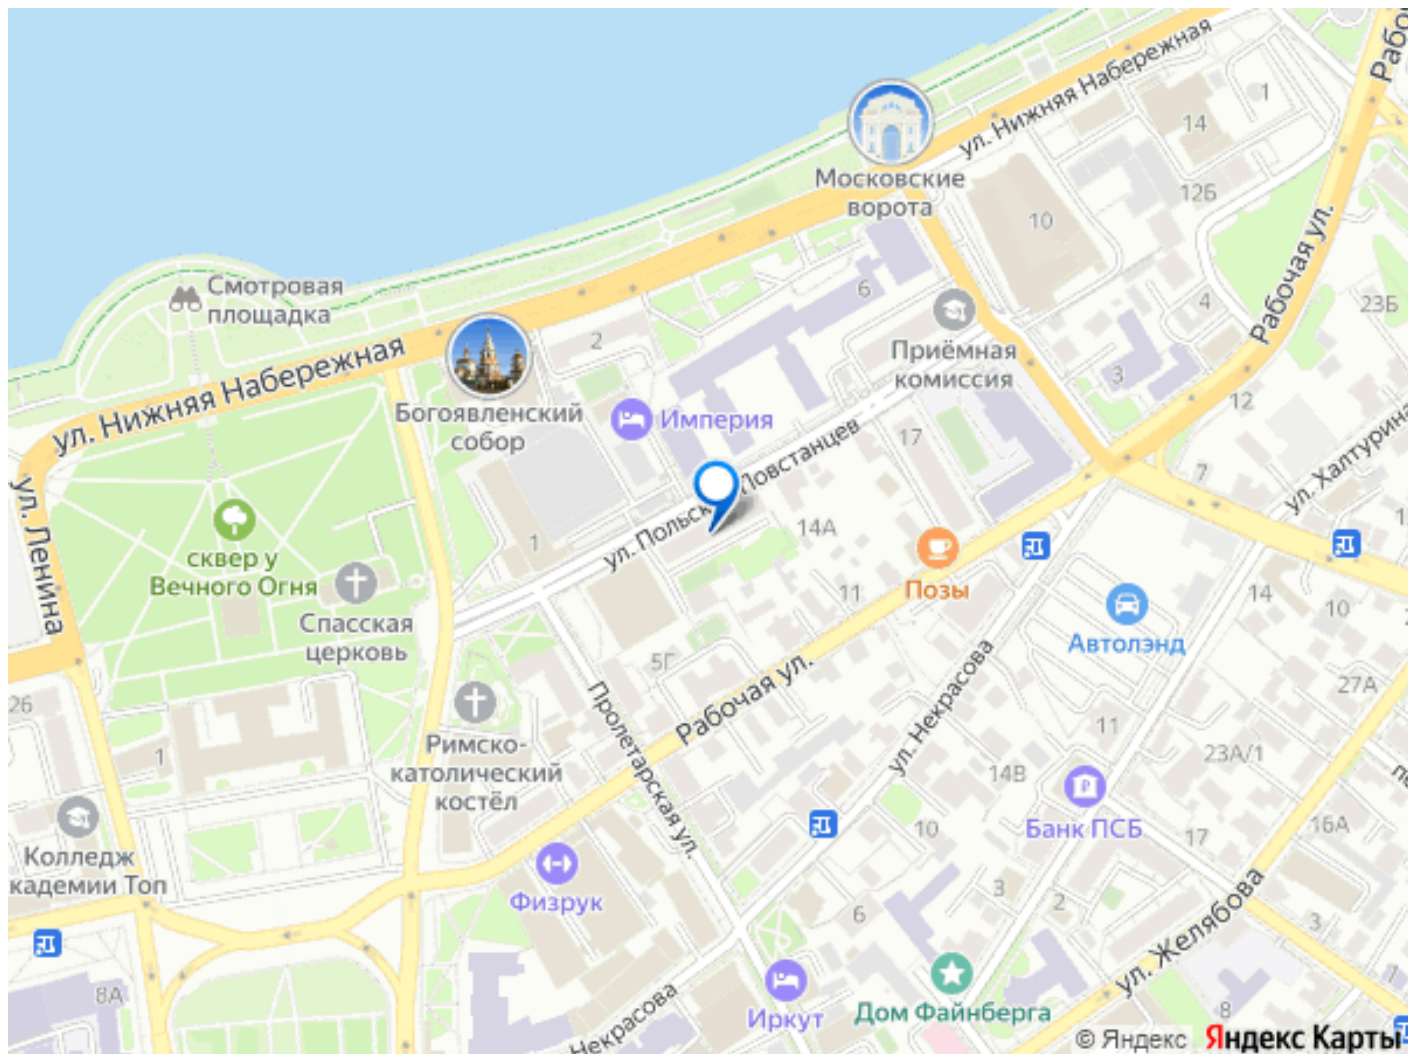 Рабо
ул. Нижняя Набережная
1
14
Московские
ворота
12Б
10
Рабочая ул.
Смотровая
площадка
6
4
23Б
2
Приёмная
комиссия
3
ул. Нижняя Набережная
Богоявленский
собор
Империя
12
17
ул. Халтурина
7
ул. Польск
Повстанцев
ул. Ленина
14А
1
сквер у
Вечного Огня
Позы
11
14
10
Спасская
церковь
Автолэнд
5Г
26
Пролетарская ул.
Рабочая ул.
ул. Некрасова
27А
11
1
Римско-
католический
костёл
23А/1
14В
Банк ПСБ
10
17
16А
Колледж
кадемии Топ
Физрук
3
2
6
3
ул. Желябова
8А
Некрасова
Иркут
Дом Файнберга
8
1
© Яндекс Яндекс Карты